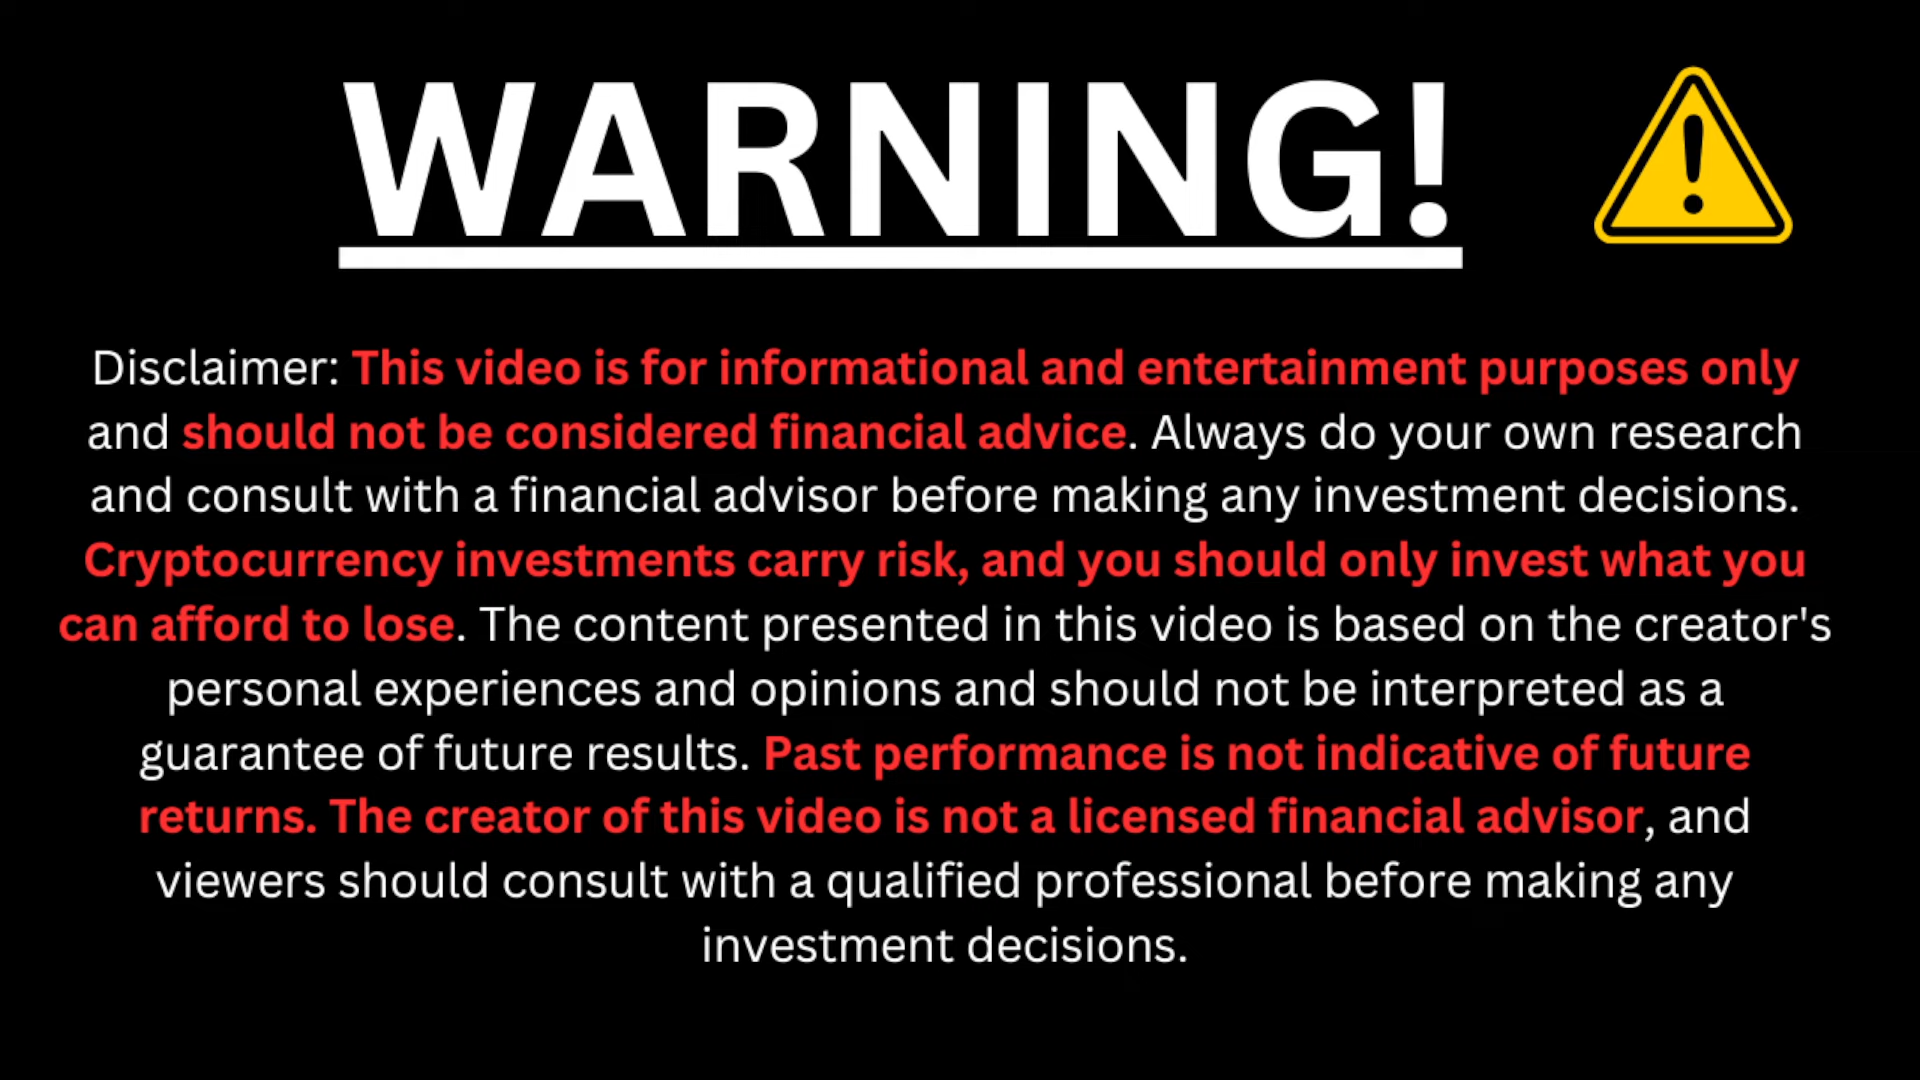 WARNING!
Disclaimer: This video is for informational and entertainment purposes only
and should not be considered financial advice. Always do your own research
and consult with a financial advisor before making any investment decisions.
Cryptocurrency investments carry risk, and you should only invest what you
can afford to lose. The content presented in this video is based on the creator's
personal experiences and opinions and should not be interpreted as a
guarantee of future results. Past performance is not indicative of future
returns. The creator of this video is not a licensed financial advisor, and
viewers should consult with a qualified professional before making any
investment decisions.